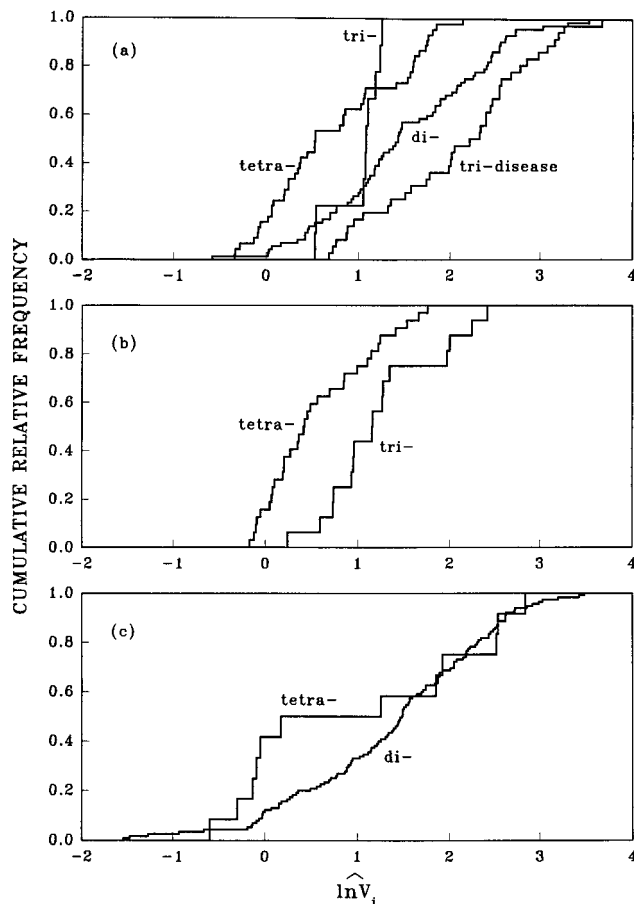 CUMULATIVE RELATIVE FREQUENCY
1.0
0.8
0.6
0.4
0.2
0.0
(a)
tri-
tetra-
di-
tri-disease
-2 -1 0 1 2 3 4
1.0
0.8
0.6
0.4
0.2
0.0
(b)
tetra-
tri-
-2 -1 0 1 2 3 4
1.0
0.8
0.6
0.4
0.2
0.0
(c)
tetra-
di-
-2 -1 0 1 2 3 4
ln\widehat{V}_i